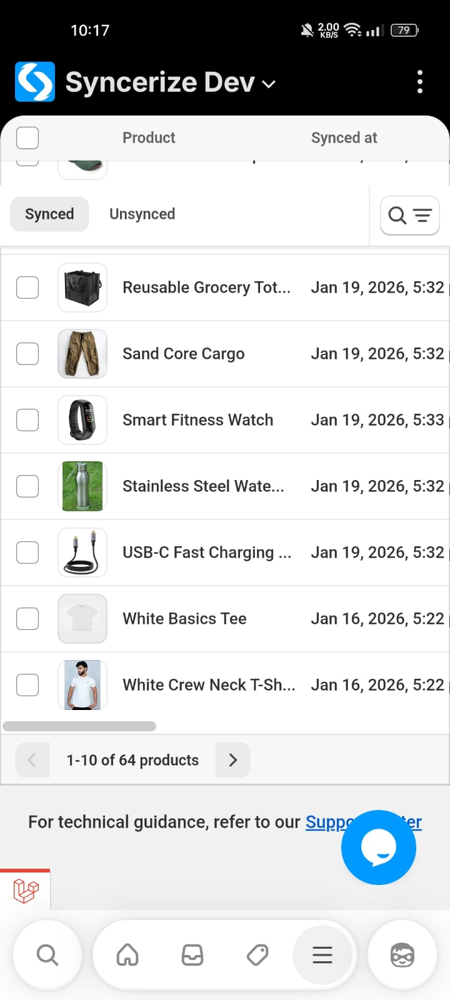 10:17
2.00
KB/S
79
Syncerize Dev
Product Synced at
Synced Unsynced
Reusable Grocery Tot... Jan 19, 2026, 5:32
Sand Core Cargo Jan 19, 2026, 5:32
Smart Fitness Watch Jan 19, 2026, 5:33
Stainless Steel Wate... Jan 19, 2026, 5:32
USB-C Fast Charging ... Jan 19, 2026, 5:32
White Basics Tee Jan 16, 2026, 5:22
White Crew Neck T-Sh... Jan 16, 2026, 5:22
1-10 of 64 products
For technical guidance, refer to our